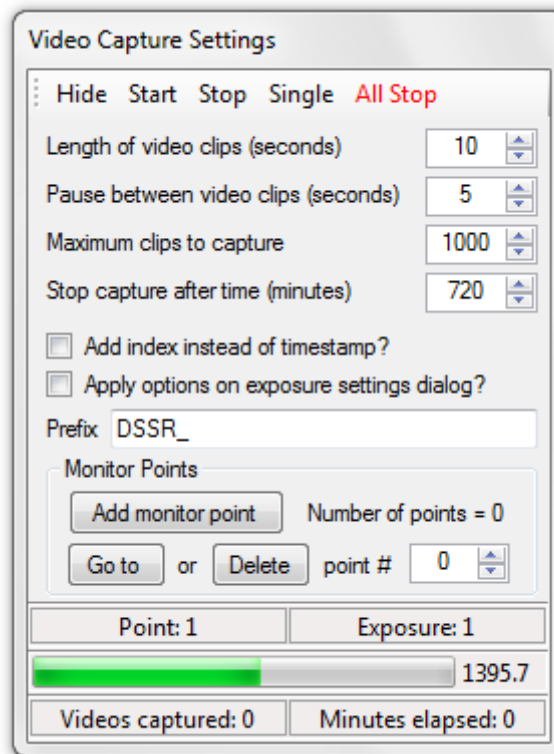 Video Capture Settings
Hide Start Stop Single All Stop
Length of video clips (seconds) 10
Pause between video clips (seconds) 5
Maximum clips to capture 1000
Stop capture after time (minutes) 720
Add index instead of timestamp?
Apply options on exposure settings dialog?
Prefix DSSR_
Monitor Points
Add monitor point Number of points = 0
Go to or Delete point # 0
Point: 1 Exposure: 1
1395.7
Videos captured: 0 Minutes elapsed: 0